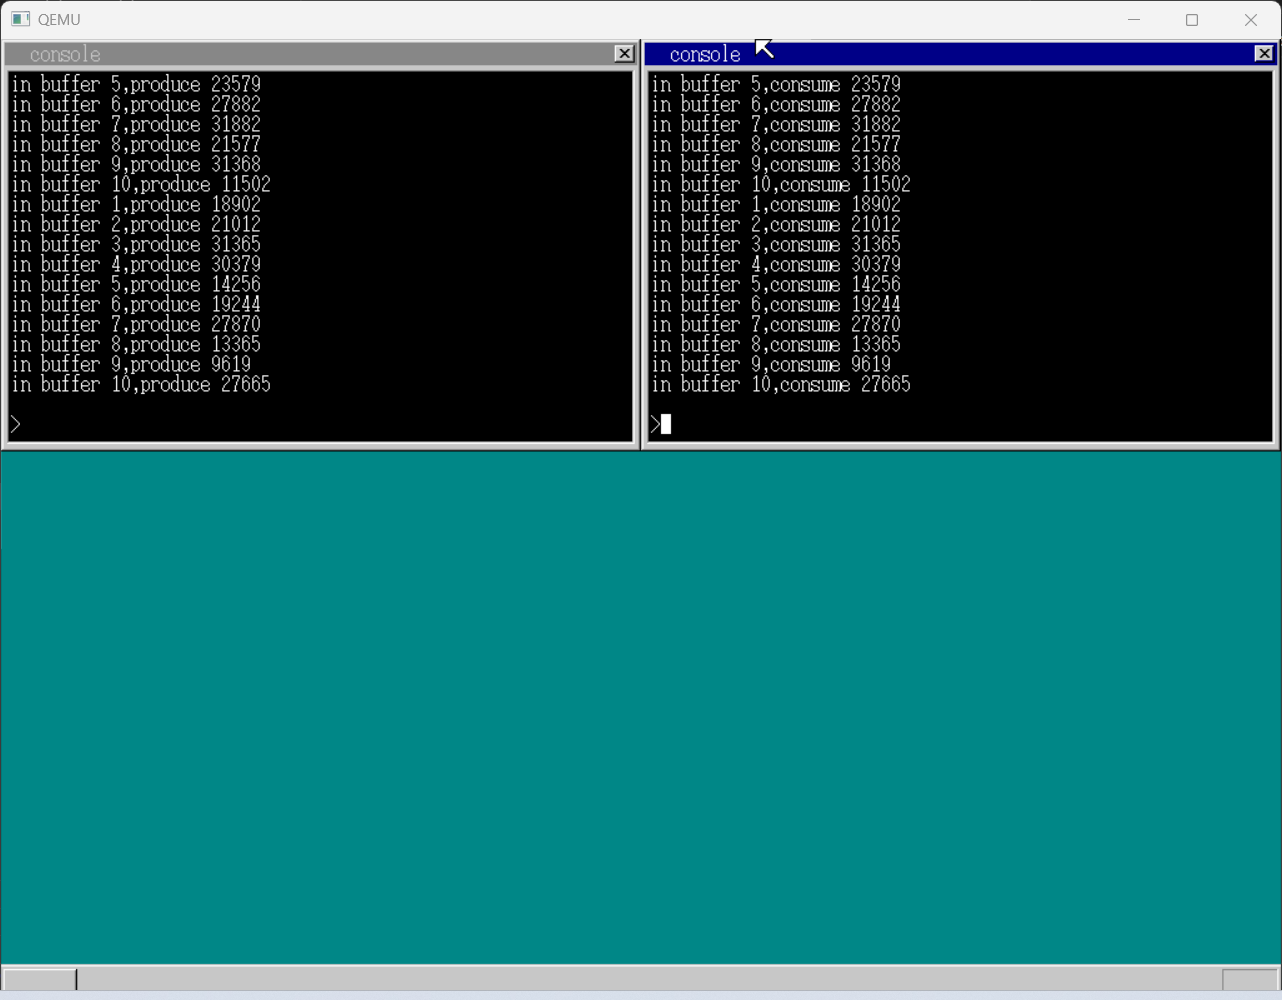 QEMU
console
in buffer 5,produce 23579
in buffer 6,produce 27882
in buffer 7,produce 31882
in buffer 8,produce 21577
in buffer 9,produce 31368
in buffer 10,produce 11502
in buffer 1,produce 18902
in buffer 2,produce 21012
in buffer 3,produce 31365
in buffer 4,produce 30379
in buffer 5,produce 14256
in buffer 6,produce 19244
in buffer 7,produce 27870
in buffer 8,produce 13365
in buffer 9,produce 9619
in buffer 10,produce 27665
>
console
in buffer 5,consume 23579
in buffer 6,consume 27882
in buffer 7,consume 31882
in buffer 8,consume 21577
in buffer 9,consume 31368
in buffer 10,consume 11502
in buffer 1,consume 18902
in buffer 2,consume 21012
in buffer 3,consume 31365
in buffer 4,consume 30379
in buffer 5,consume 14256
in buffer 6,consume 19244
in buffer 7,consume 27870
in buffer 8,consume 13365
in buffer 9,consume 9619
in buffer 10,consume 27665
>